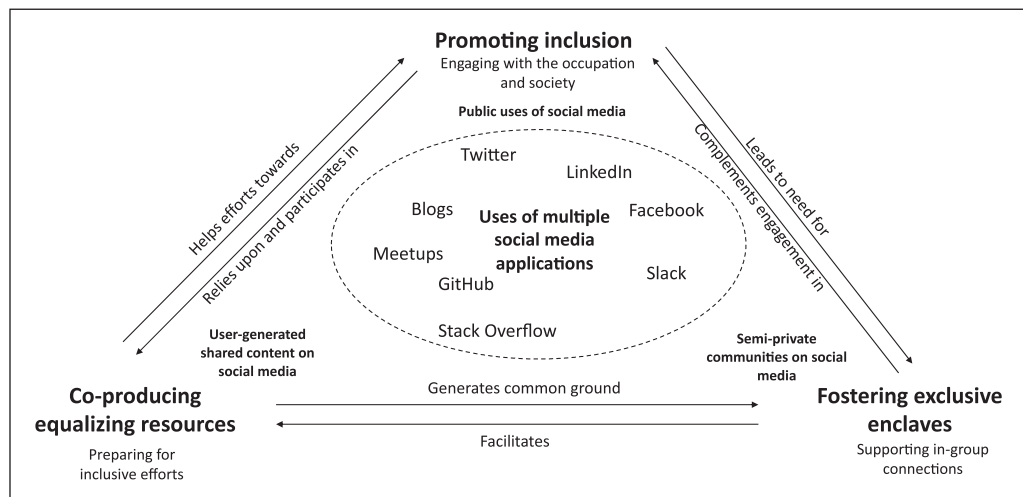 Promoting inclusion
Engaging with the occupation
and society
Public uses of social media
Helps efforts towards
Relies upon and participates in
Leads to need for
Complements engagement in
Twitter
LinkedIn
Blogs
Facebook
Uses of multiple
social media
applications
Meetups
GitHub
Slack
Stack Overflow
User-generated
shared content on
social media
Semi-private
communities on social
media
Co-producing
equalizing resources
Preparing for
inclusive efforts
Generates common ground
Facilitates
Fostering exclusive
enclaves
Supporting in-group
connections